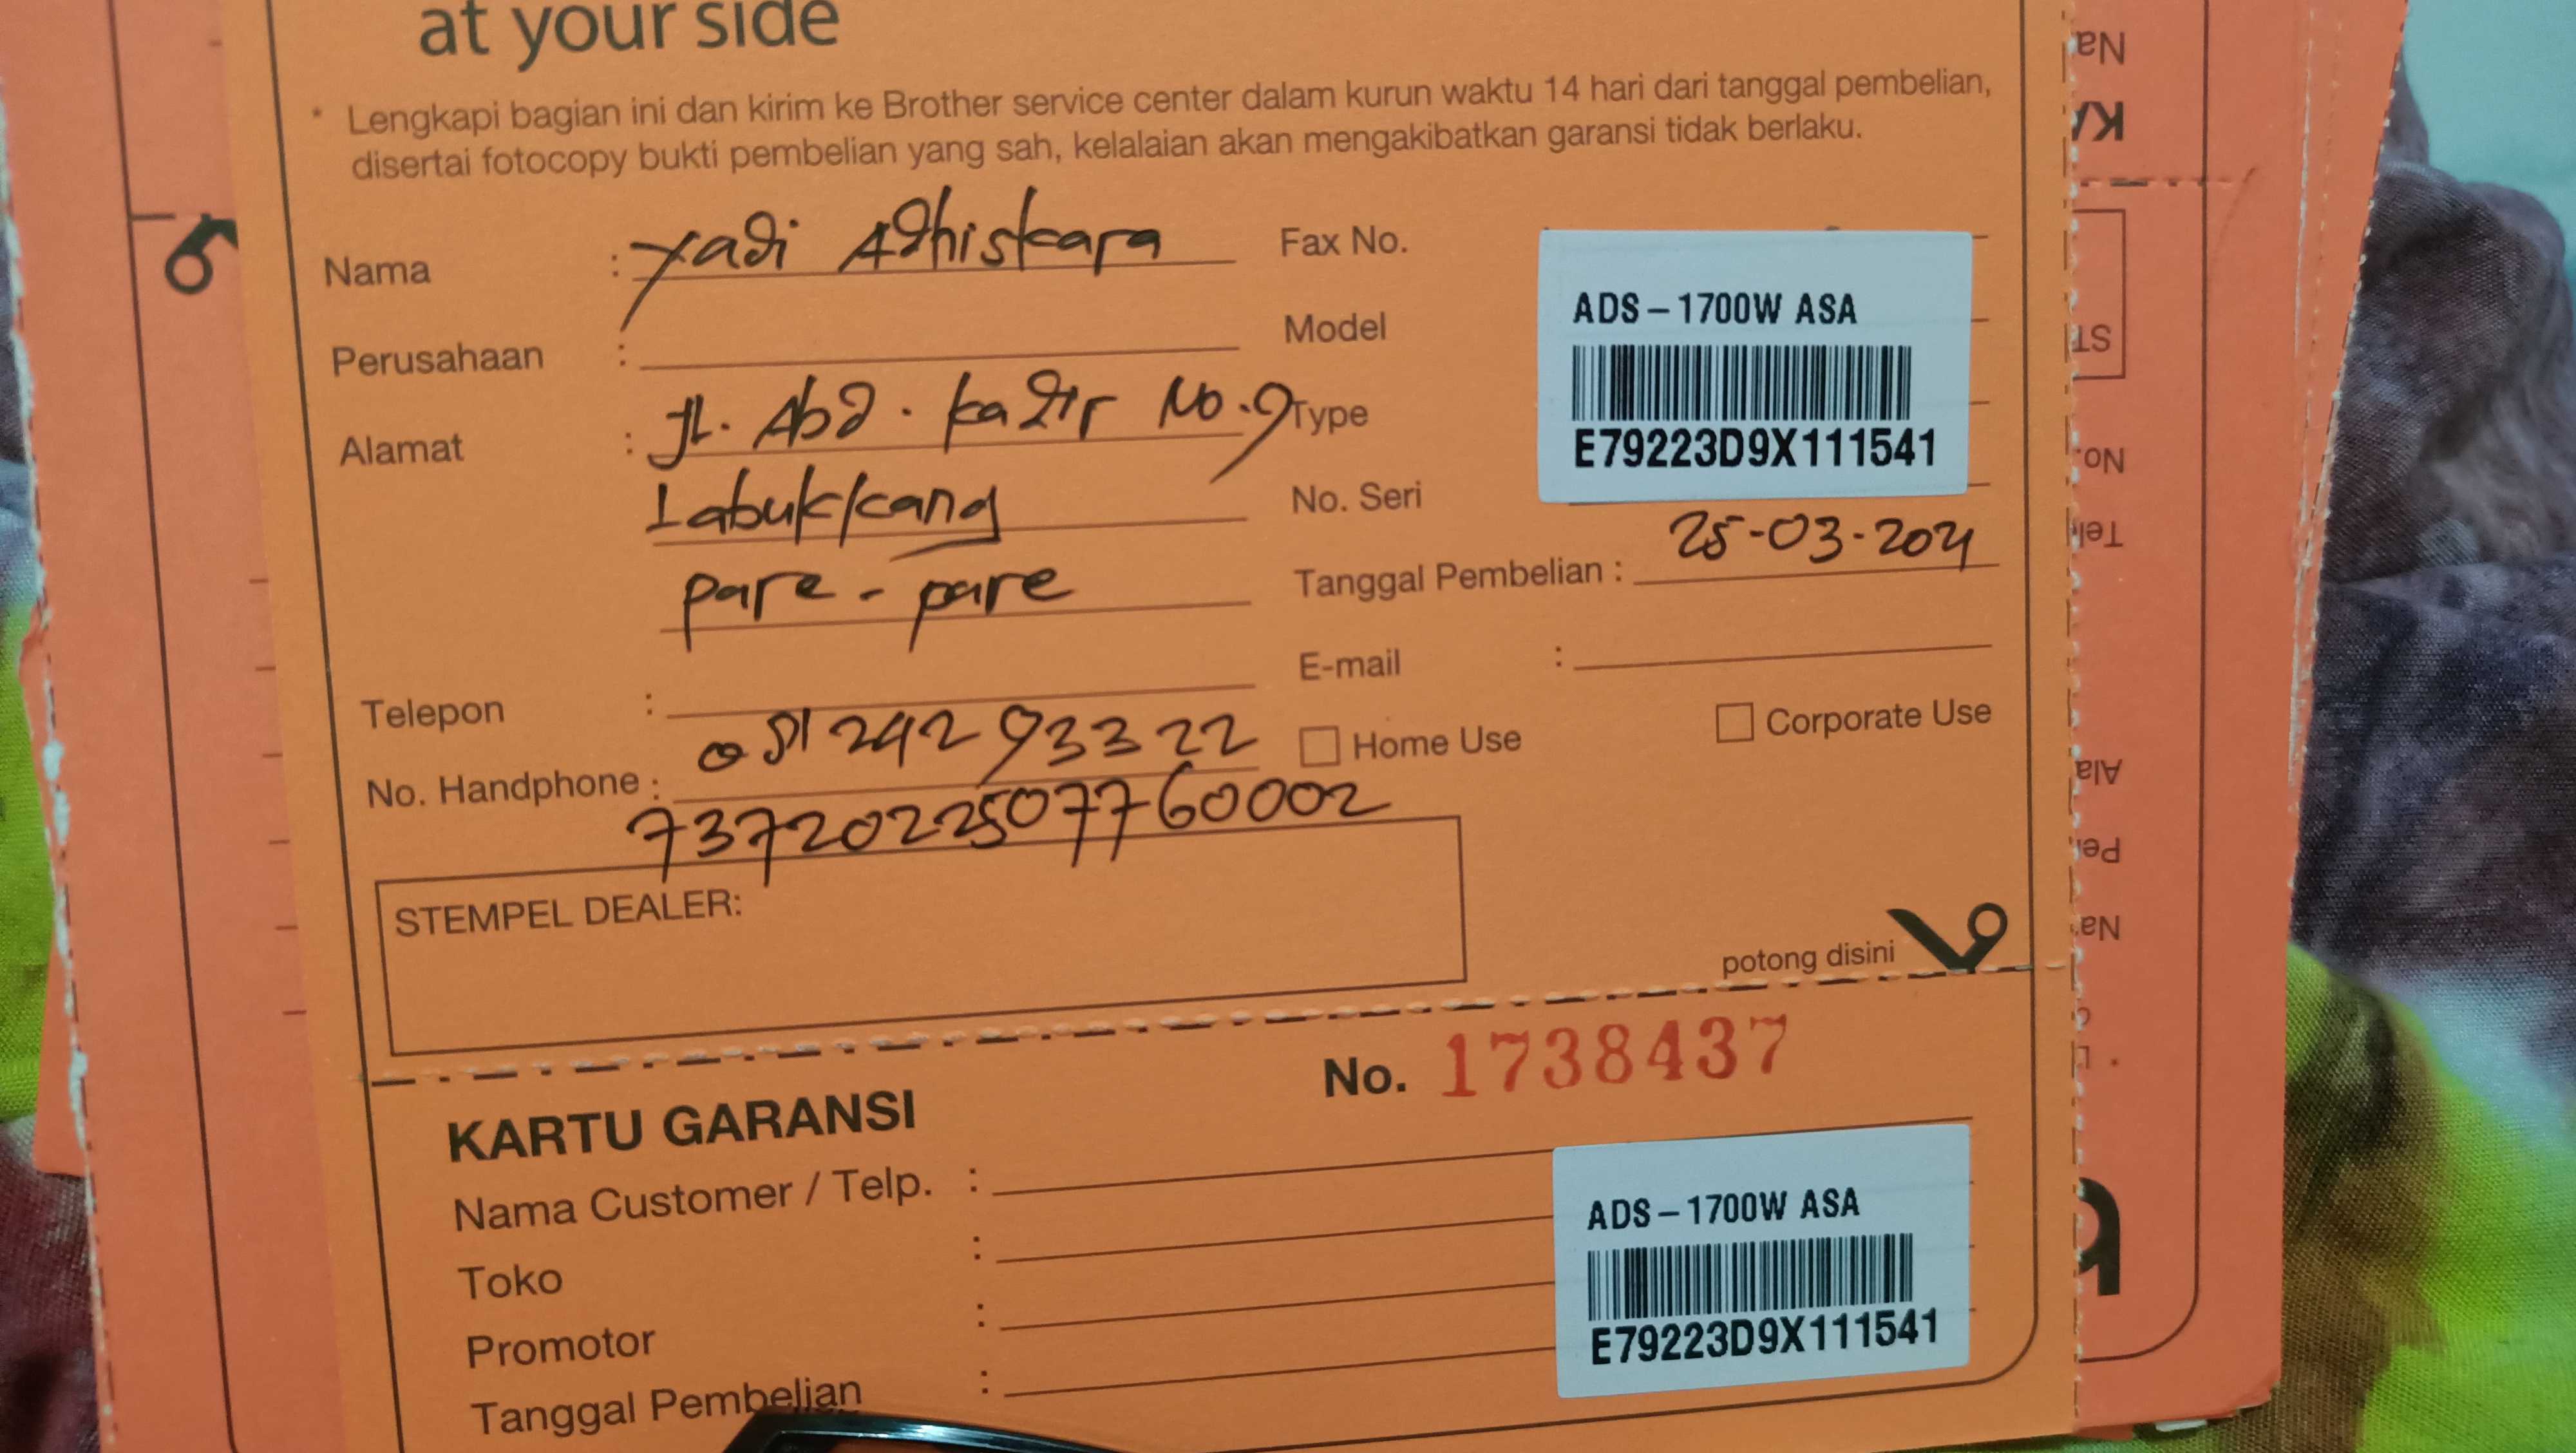 at your side
* Lengkapi bagian ini dan kirim ke Brother service center dalam kurun waktu 14 hari dari tanggal pembelian,
disertai fotocopy bukti pembelian yang sah, kelalaian akan mengakibatkan garansi tidak berlaku.
Nama : Yadi Adhiskara
Perusahaan :
Alamat : Jl. Abd. Kadir No. 9
Labukkang
Pare-pare
Telepon :
No. Handphone : 081242293322
7372022507760002
STEMPEL DEALER:
Fax No.
Model
Type
No. Seri
ADS-1700W ASA
E79223D9X111541
Tanggal Pembelian : 25-03-2021
E-mail :
Home Use
Corporate Use
potong disini
No. 1738437
KARTU GARANSI
Nama Customer / Telp. :
Toko :
Promotor :
Tanggal Pembelian :
ADS-1700W ASA
E79223D9X111541